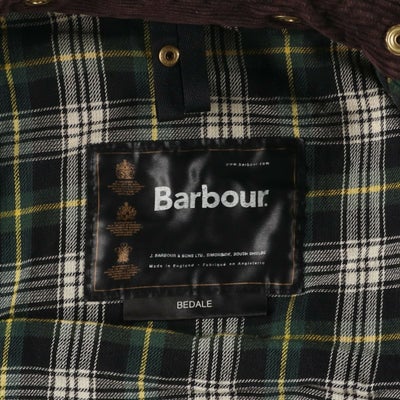 www.barbour.com
Barbour
J. BARBOUR & SONS LTD., SIMONSIDE, SOUTH SHIELDS
Made in England - Fabriqué en Angleterre
BEDALE